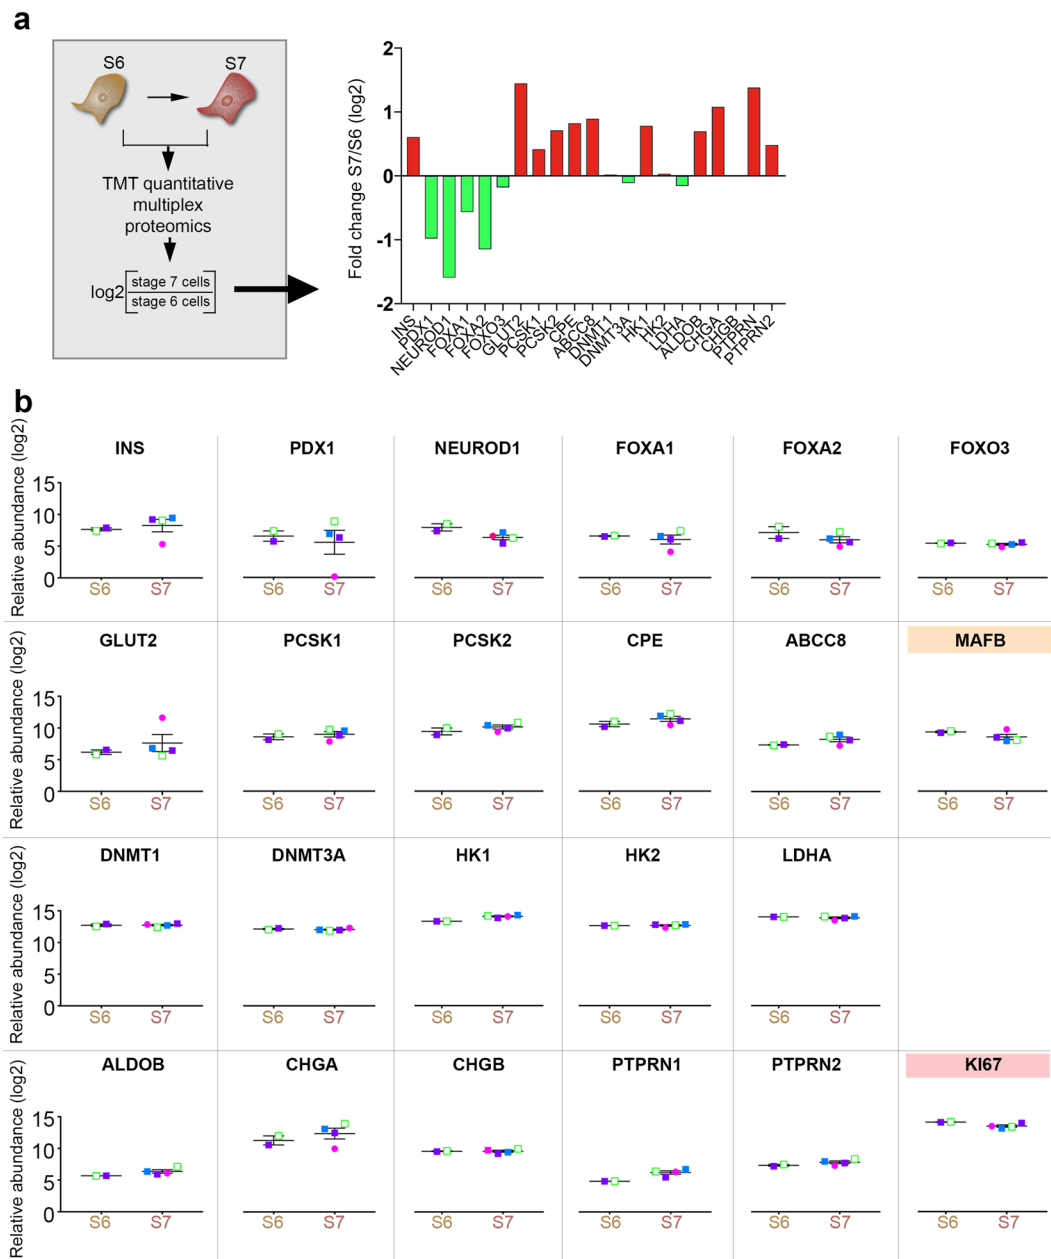 a
S6
S7
TMT quantitative
multiplex
proteomics
log2
stage 7 cells
stage 6 cells
Fold change S7/S6 (log2)
2
1
0
-1
-2
INS
PDX1
NEUROD1
FOXA1
FOXA2
FOXO3
GLUT2
PCSK1
PCSK2
CPE
ABCC8
DNMT1
DNMT3A
HK1
HK2
LDHA
ALDOB
CHGA
CHGB
PTPRN
PTPRN2
b
Relative abundance (log2)
INS
PDX1
NEUROD1
FOXA1
FOXA2
FOXO3
15
10
5
0
S6 S7
S6 S7
S6 S7
S6 S7
S6 S7
S6 S7
Relative abundance (log2)
GLUT2
PCSK1
PCSK2
CPE
ABCC8
MAFB
15
10
5
0
S6 S7
S6 S7
S6 S7
S6 S7
S6 S7
S6 S7
Relative abundance (log2)
DNMT1
DNMT3A
HK1
HK2
LDHA
15
10
5
0
S6 S7
S6 S7
S6 S7
S6 S7
S6 S7
Relative abundance (log2)
ALDOB
CHGA
CHGB
PTPRN1
PTPRN2
KI67
15
10
5
0
S6 S7
S6 S7
S6 S7
S6 S7
S6 S7
S6 S7